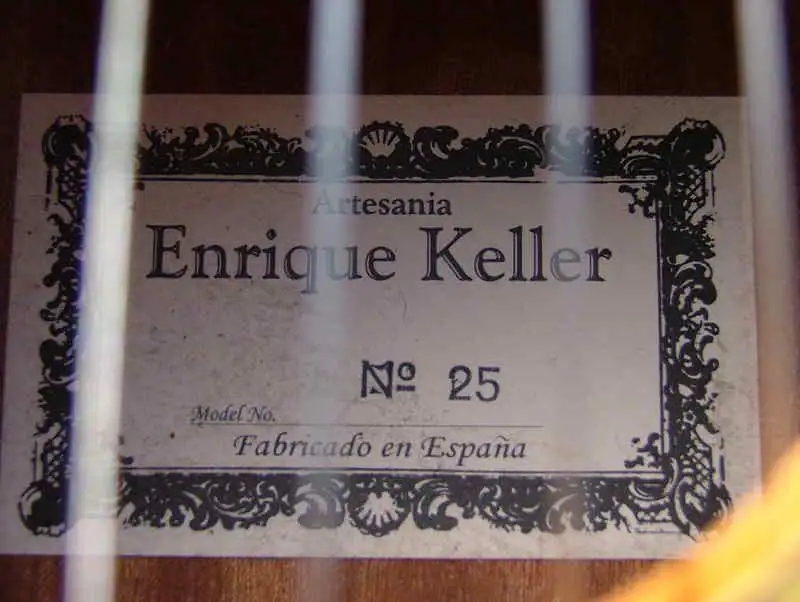 Artesania
Enrique Keller
Nº 25
Model No.
Fabricado en España